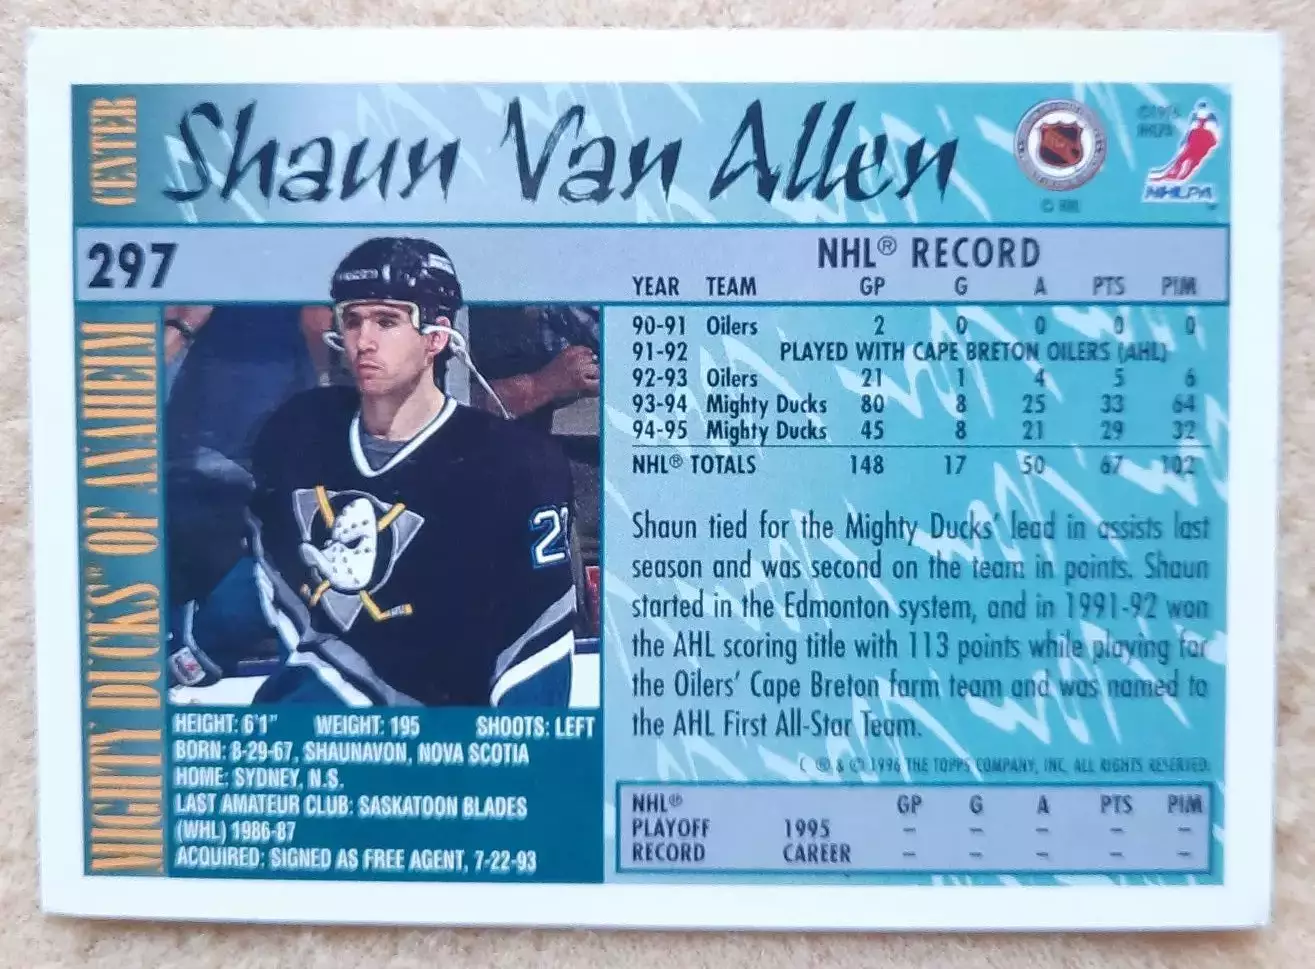 CENTER
Shaun Van Allen
NHLPA
297
NHL® RECORD
YEAR TEAM GP G A PTS PIM
90-91 Oilers 2 0 0 0 0
91-92 PLAYED WITH CAPE BRETON OILERS (AHL)
92-93 Oilers 21 1 4 5 6
93-94 Mighty Ducks 80 8 25 33 64
94-95 Mighty Ducks 45 8 21 29 32
NHL® TOTALS 148 17 50 67 102
MIGHTY DUCKS OF ANAHEIM
22
Shaun tied for the Mighty Ducks' lead in assists last
season and was second on the team in points. Shaun
started in the Edmonton system, and in 1991-92 won
the AHL scoring title with 113 points while playing for
the Oilers' Cape Breton farm team and was named to
the AHL First All-Star Team.
® & © 1996 THE TOPPS COMPANY, INC. ALL RIGHTS RESERVED.
HEIGHT: 6'1" WEIGHT: 195 SHOOTS: LEFT
BORN: 8-29-67, SHAUNAVON, NOVA SCOTIA
HOME: SYDNEY, N.S.
LAST AMATEUR CLUB: SASKATOON BLADES
(WHL) 1986-87
ACQUIRED: SIGNED AS FREE AGENT, 7-22-93
NHL® GP G A PTS PIM
PLAYOFF 1995 – – – – –
RECORD CAREER – – – – –